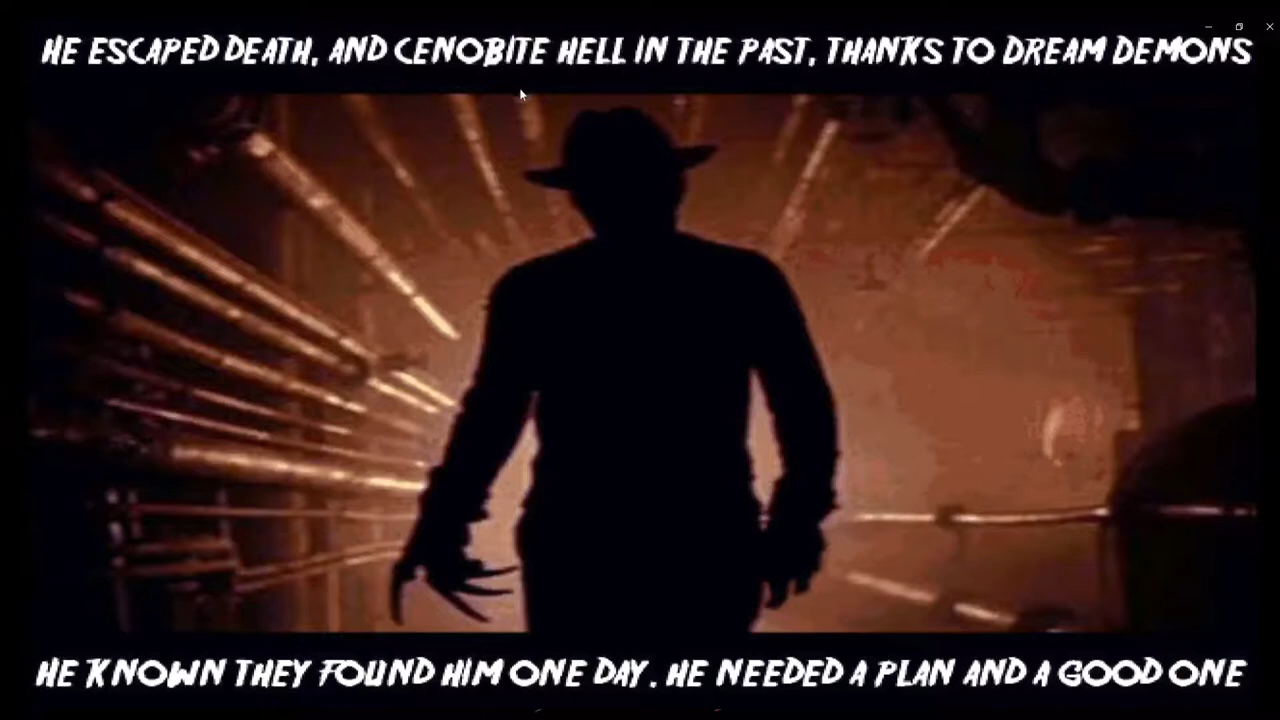 HE ESCAPED DEATH, AND CENOBITE HELL IN THE PAST, THANKS TO DREAM DEMONS
HE KNOWN THEY FOUND HIM ONE DAY. HE NEEDED A PLAN AND A GOOD ONE